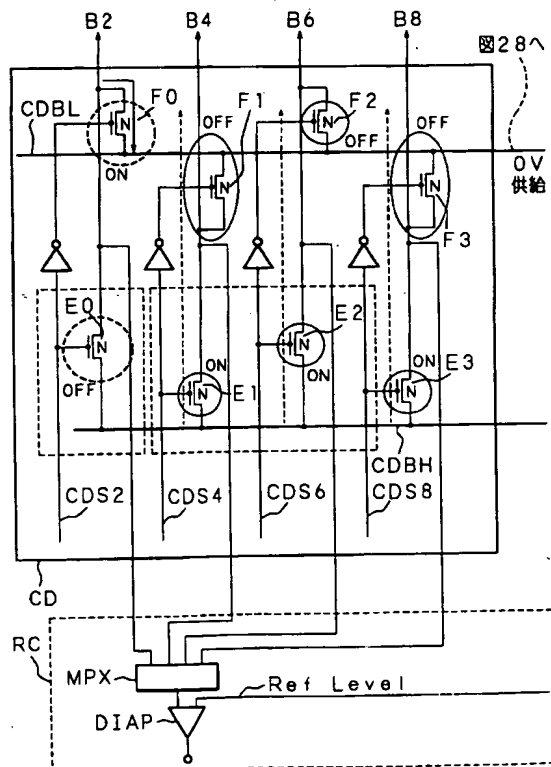 B2 B4 B6 B8
図28へ
CDBL
F0
F1
F2
OFF
OFF
OFF
ON
0V
供給
F3
E0
E2
OFF
ON
ON
E1
ON
E3
CDBH
CDS2
CDS4
CDS6
CDS8
CD
RC
MPX
Ref Level
DIAP
N
N
N
N
N
N
N
N